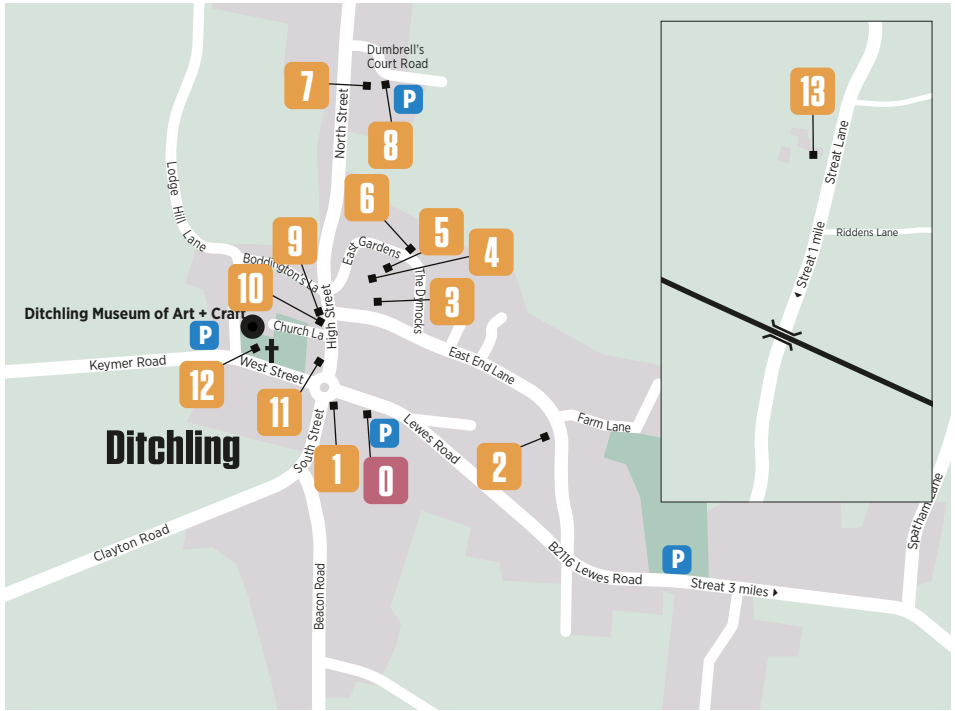 Dumbrell's
Court Road
7
P
8
North Street
13
Streat Lane
Riddens Lane
Streat 1 mile
Lodge Hill Lane
6
5
4
3
East Gardens
The Dymocks
9
Boddington's La
10
High Street
Ditchling Museum of Art + Craft
Church La
P
Keymer Road
12
West Street
11
East End Lane
Farm Lane
Ditchling
South Street
1
P
0
Lewes Road
2
Clayton Road
Beacon Road
B2116 Lewes Road
P
Streat 3 miles
Spatham Lane